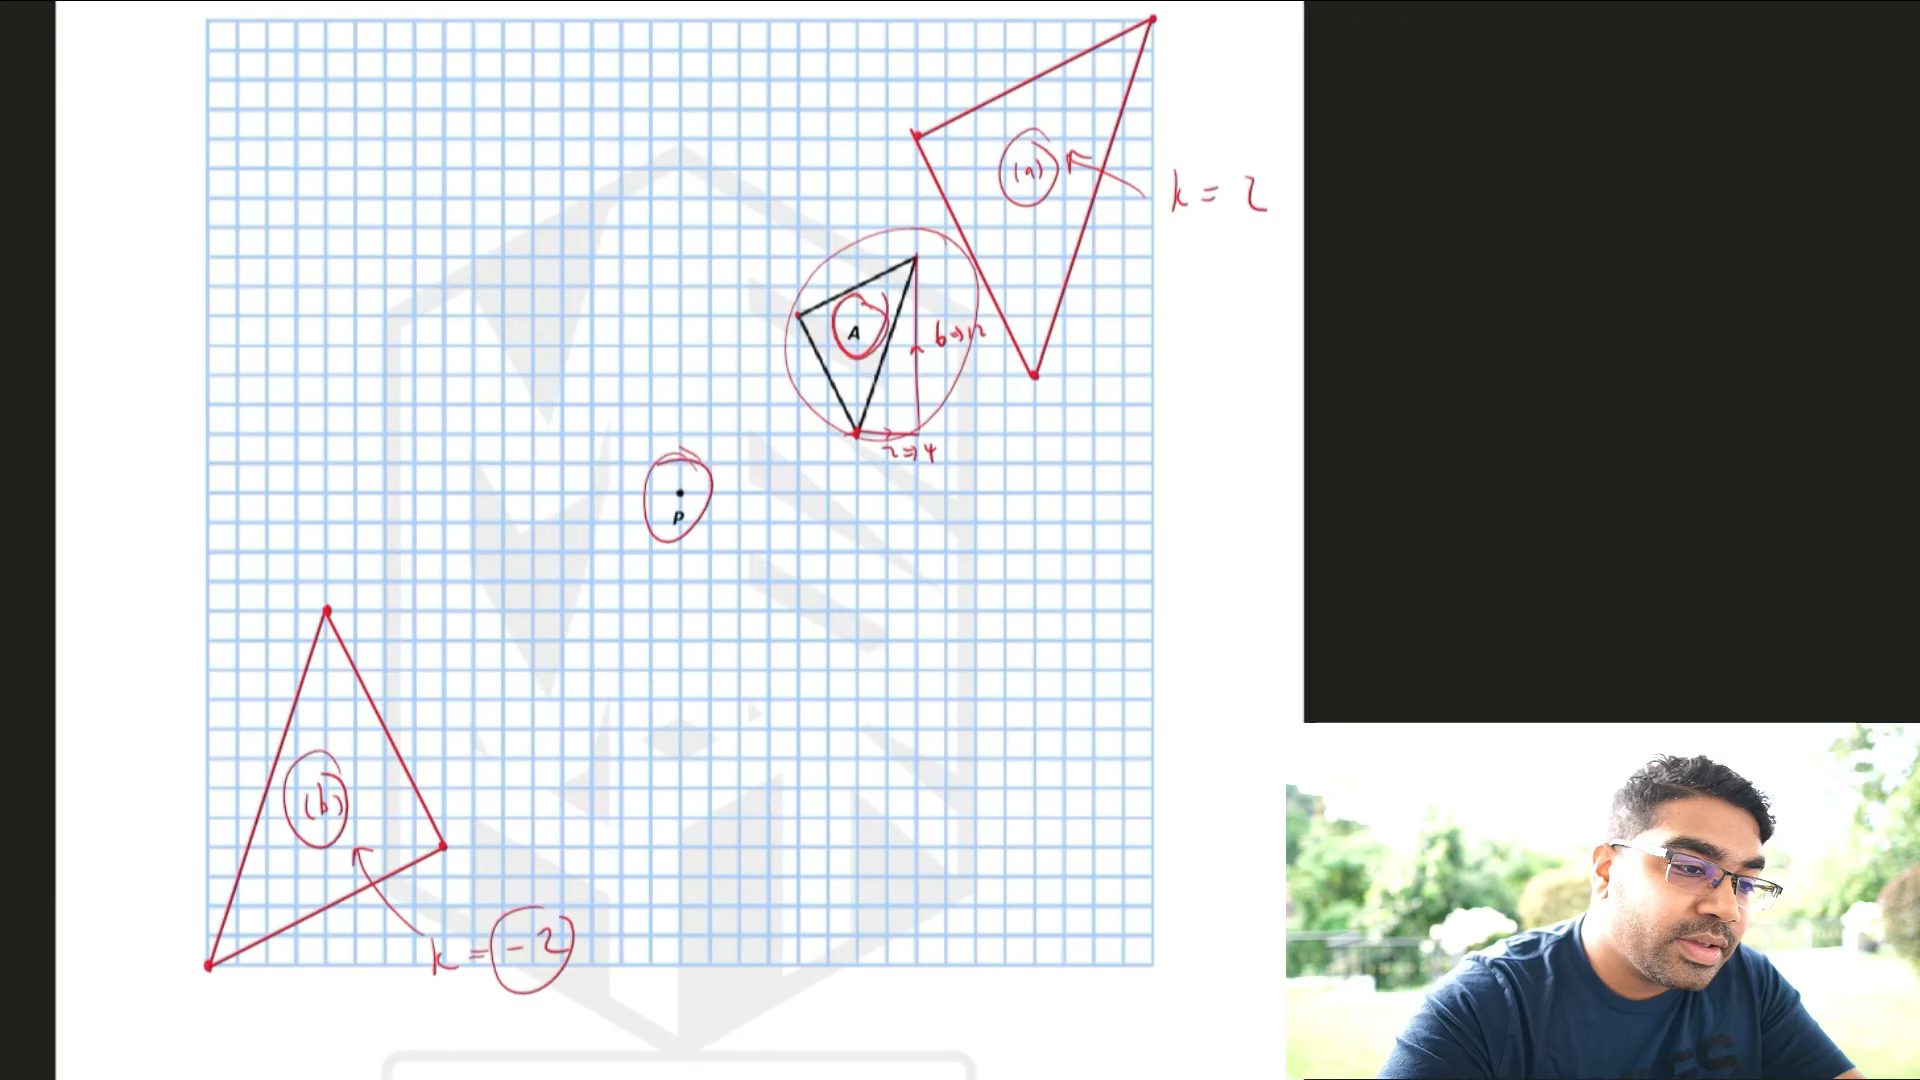 (a)
k = 2
A
6 ⇒ 12
2 ⇒ 4
P
(b)
k = -2